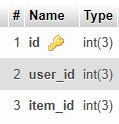 # Name Type
1 id int(3)
2 user_id int(3)
3 item_id int(3)